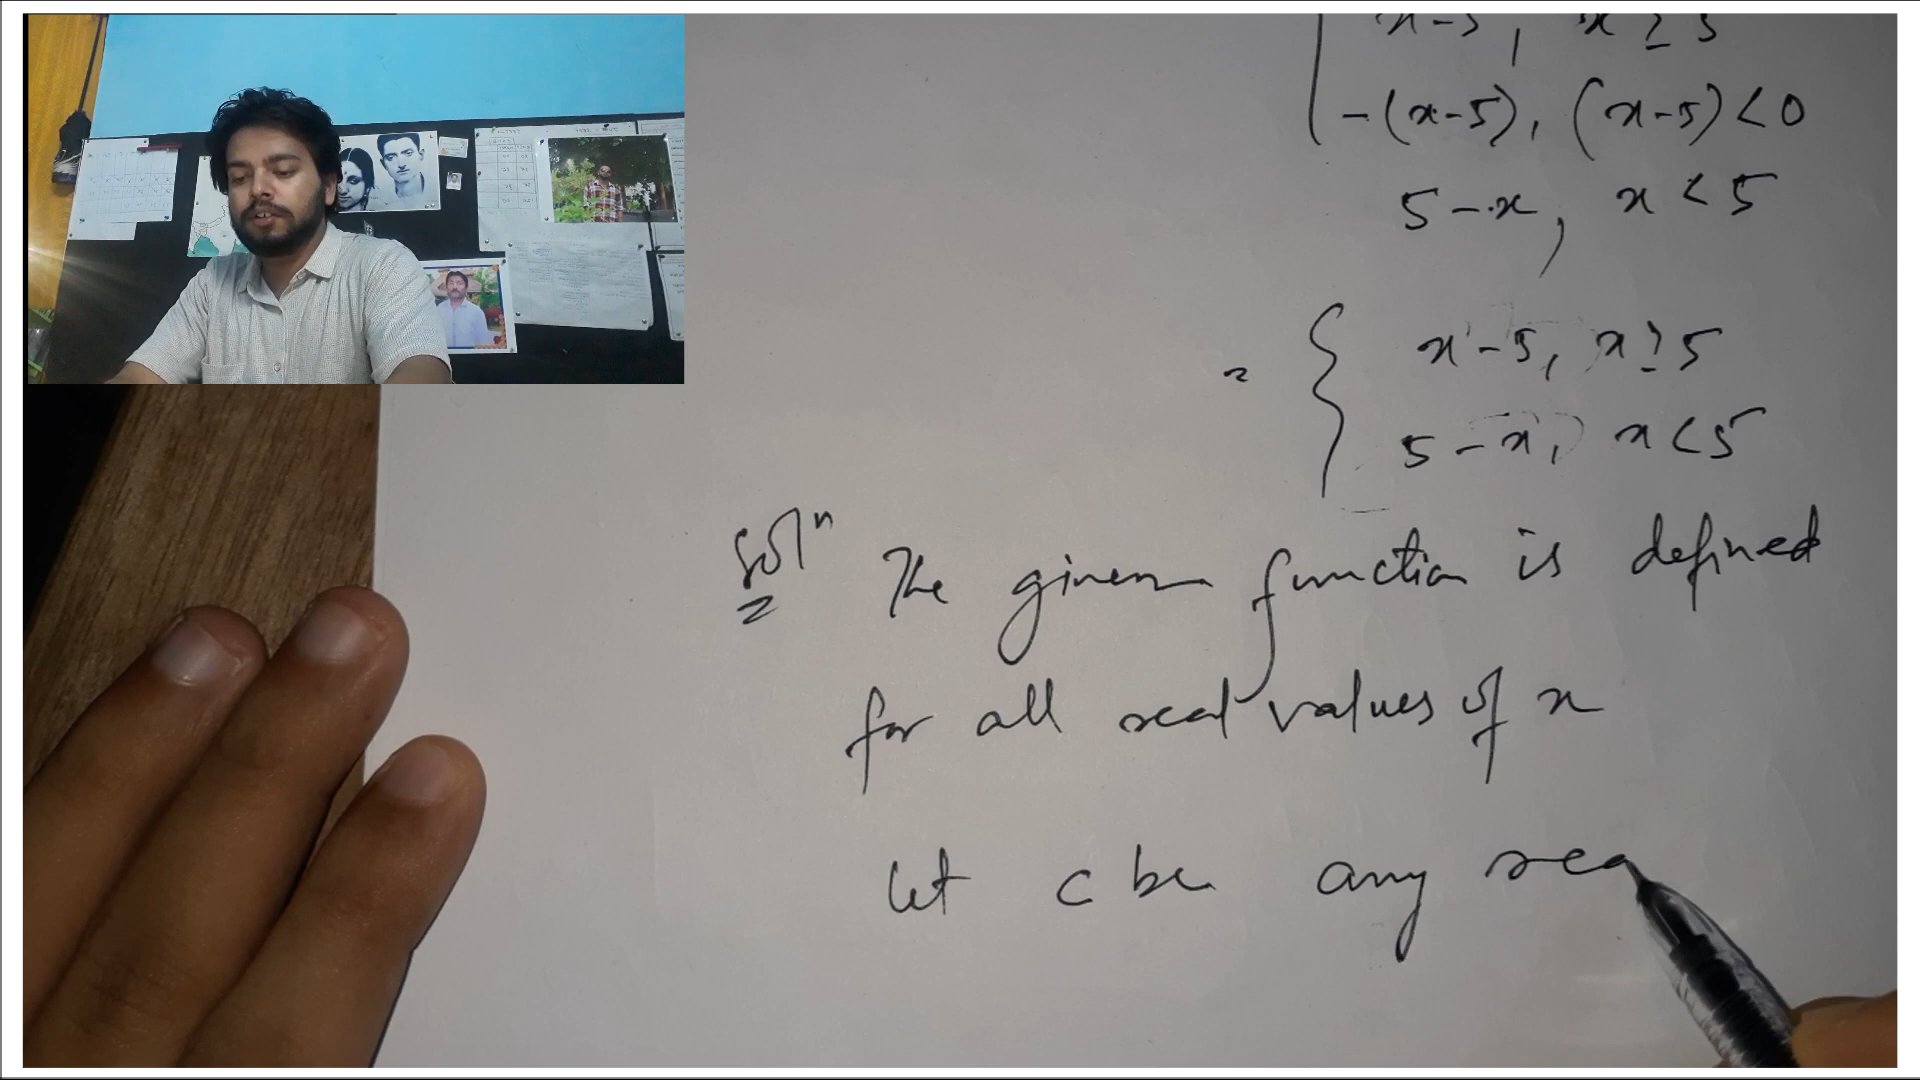 x-5, x ≥ 5
-(x-5), (x-5) < 0
5-x, x < 5
= { x-5, x ≥ 5
5-x, x < 5
Solⁿ The given function is defined
for all real values of x
let c be any rea